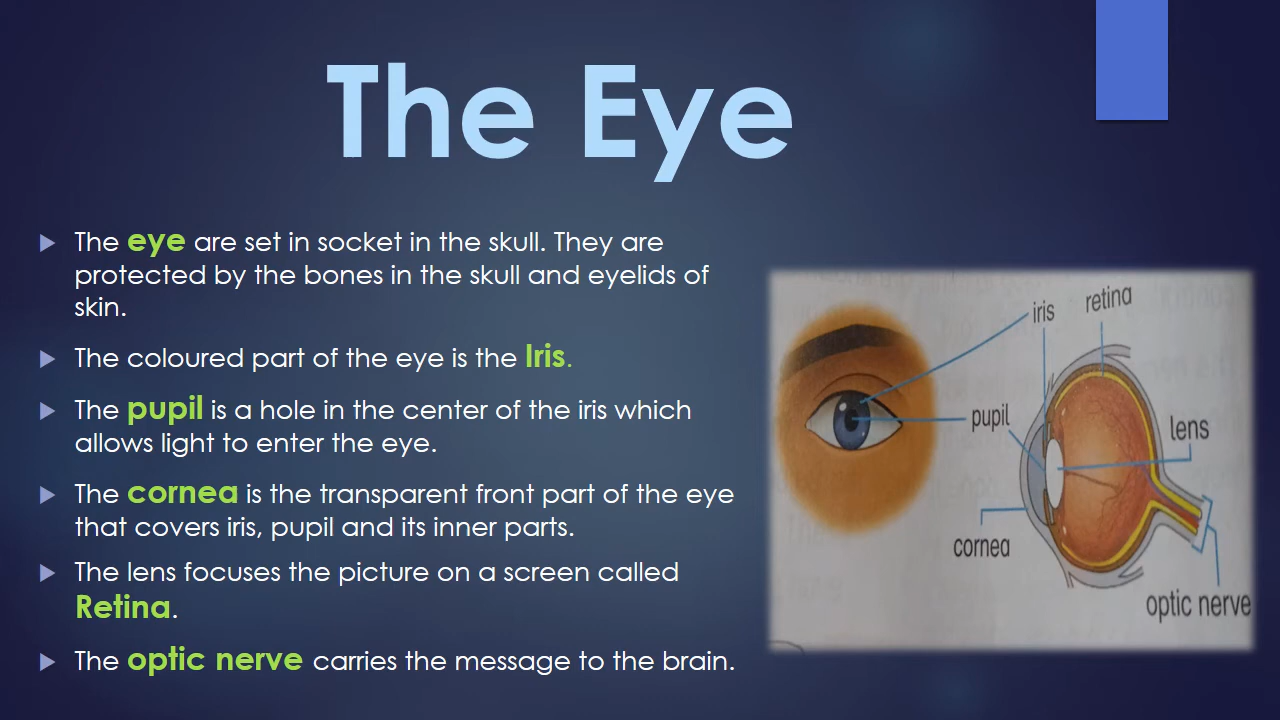 The Eye
The eye are set in socket in the skull. They are
protected by the bones in the skull and eyelids of
skin.
The coloured part of the eye is the Iris.
The pupil is a hole in the center of the iris which
allows light to enter the eye.
The cornea is the transparent front part of the eye
that covers iris, pupil and its inner parts.
The lens focuses the picture on a screen called
Retina.
The optic nerve carries the message to the brain.
iris
retina
pupil
lens
cornea
optic nerve